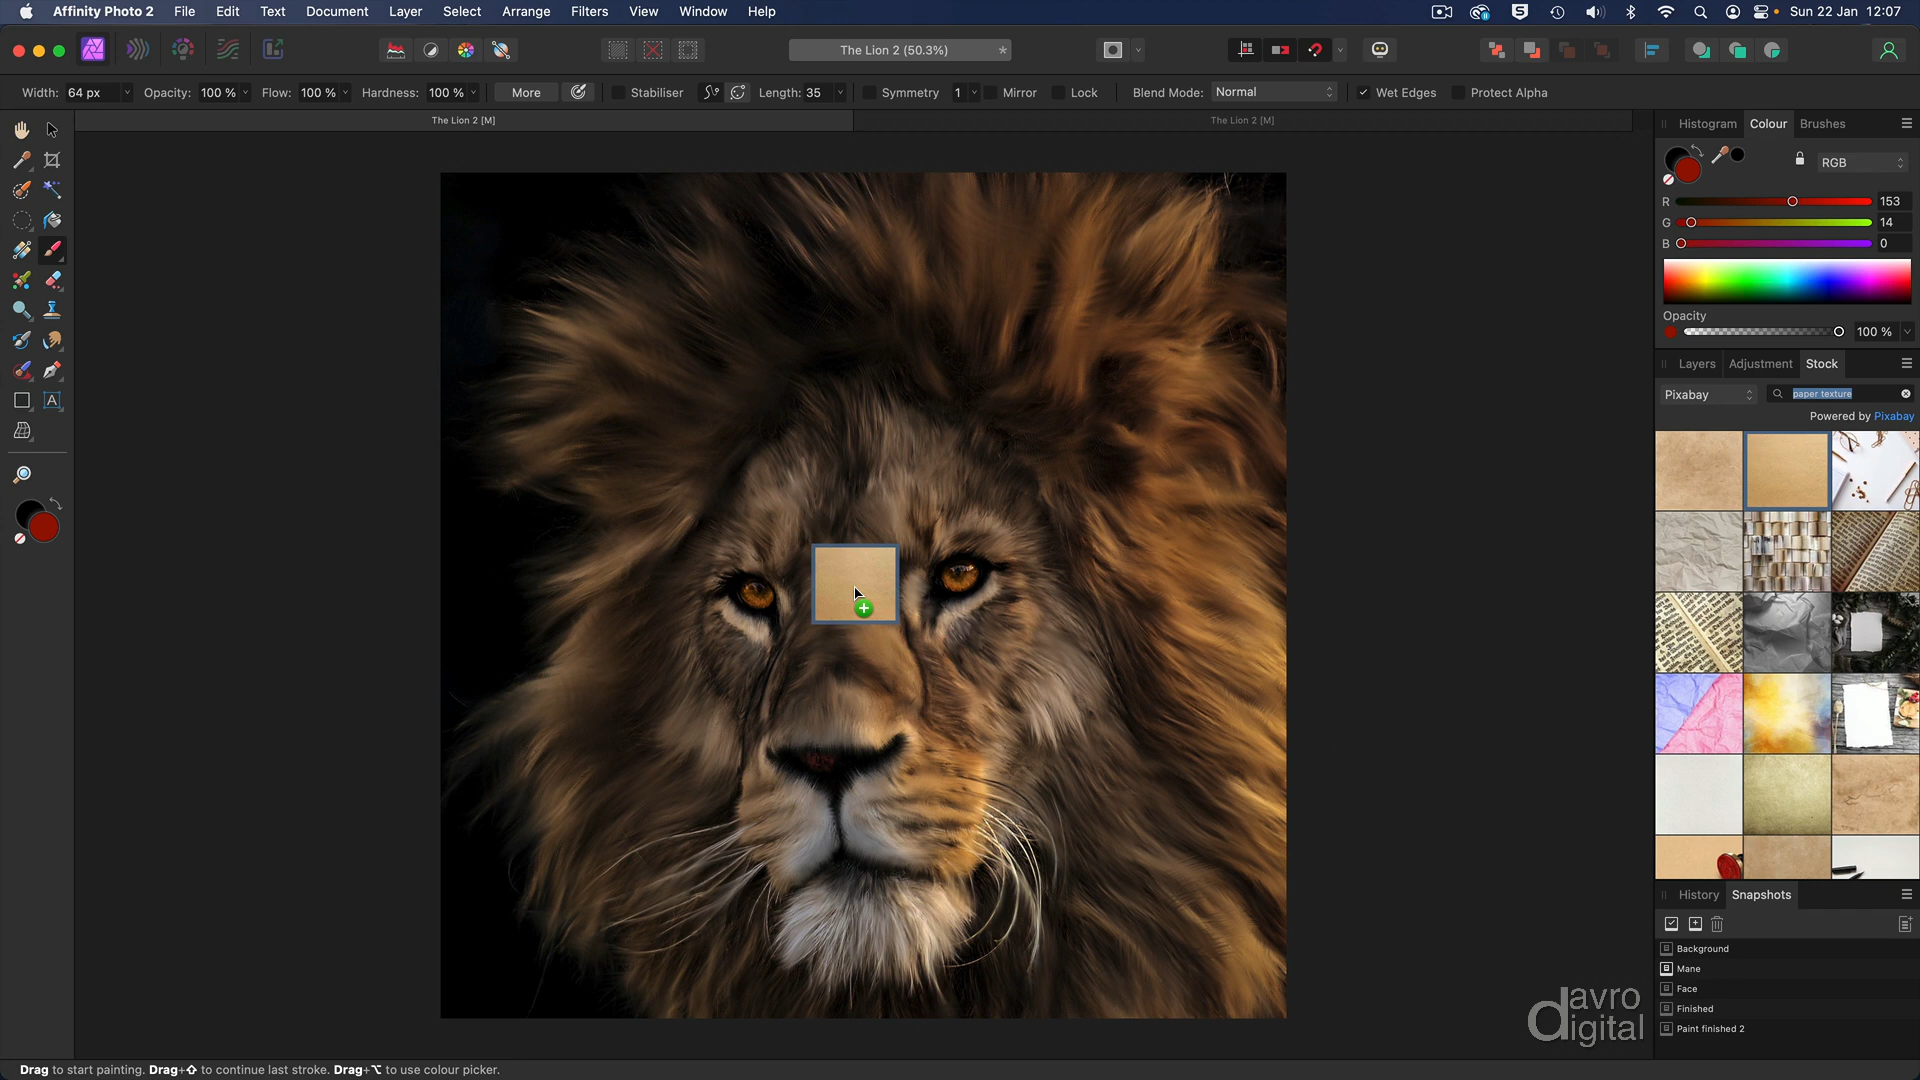 Affinity Photo 2 File Edit Text Document Layer Select Arrange Filters View Window Help Sun 22 Jan 12:07
The Lion 2 (50.3%) *
Width: 64 px Opacity: 100 % Flow: 100 % Hardness: 100 % More Stabiliser Length: 35 Symmetry 1 Mirror Lock Blend Mode: Normal Wet Edges Protect Alpha
The Lion 2 [M] The Lion 2 [M]
Histogram Colour Brushes
RGB
R 153
G 14
B 0
Opacity
100 %
Layers Adjustment Stock
Pixabay paper texture
Powered by Pixabay
History Snapshots
Background
Mane
Face
Finished
Paint finished 2
davro
digital
Drag to start painting. Drag+⇧ to continue last stroke. Drag+⌥ to use colour picker.